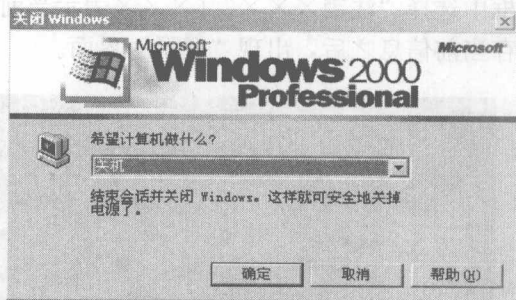 关闭 Windows
Microsoft
Microsoft
Windows 2000
Professional
希望计算机做什么?
关机
结束会话并关闭 Windows。这样就可安全地关掉
电源了。
确定 取消 帮助(H)